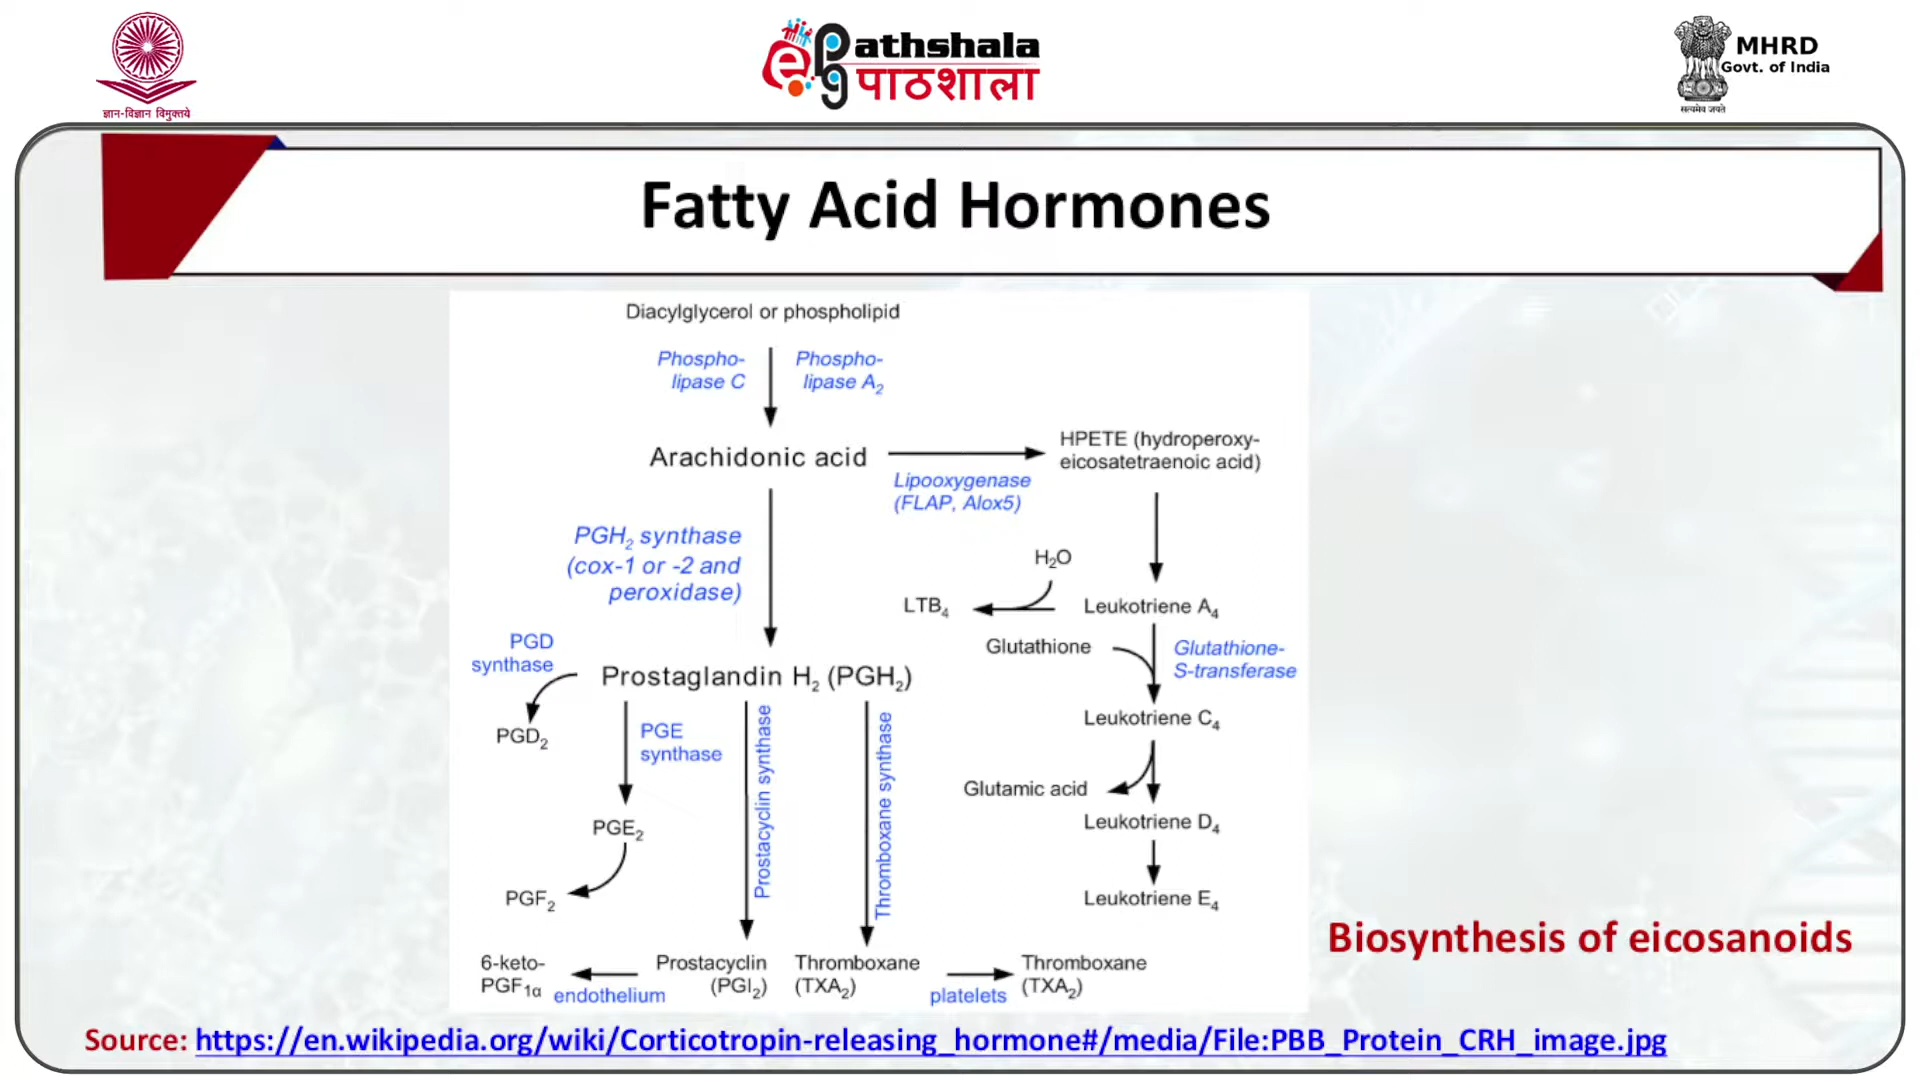 ज्ञान-विज्ञान विमुक्तये
ePG Pathshala
पाठशाला
MHRD
Govt. of India
सत्यमेव जयते
Fatty Acid Hormones
Diacylglycerol or phospholipid
Phospho-
lipase C
Phospho-
lipase A₂
Arachidonic acid
HPETE (hydroperoxy-
eicosatetraenoic acid)
Lipooxygenase
(FLAP, Alox5)
PGH₂ synthase
(cox-1 or -2 and
peroxidase)
H₂O
LTB₄
Leukotriene A₄
Glutathione
Glutathione-
S-transferase
PGD
synthase
Prostaglandin H₂ (PGH₂)
PGD₂
PGE
synthase
Prostacyclin synthase
Thromboxane synthase
Leukotriene C₄
Glutamic acid
Leukotriene D₄
PGE₂
PGF₂
Leukotriene E₄
6-keto-
PGF₁α
endothelium
Prostacyclin
(PGI₂)
Thromboxane
(TXA₂)
platelets
Thromboxane
(TXA₂)
Biosynthesis of eicosanoids
Source: https://en.wikipedia.org/wiki/Corticotropin-releasing_hormone#/media/File:PBB_Protein_CRH_image.jpg